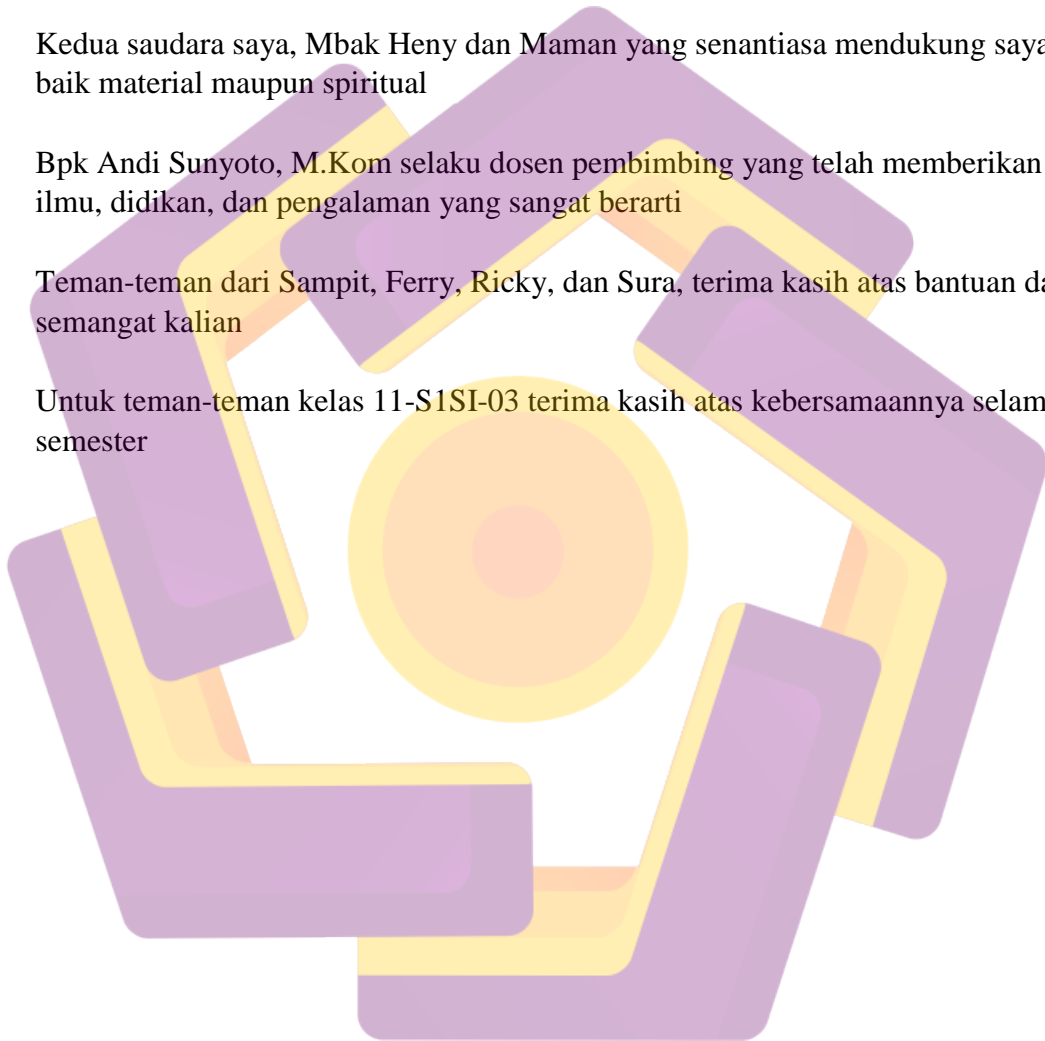 Kedua saudara saya, Mbak Heny dan Maman yang senantiasa mendukung saya
baik material maupun spiritual
Bpk Andi Sunyoto, M.Kom selaku dosen pembimbing yang telah memberikan
ilmu, didikan, dan pengalaman yang sangat berarti
Teman-teman dari Sampit, Ferry, Ricky, dan Sura, terima kasih atas bantuan da
semangat kalian
Untuk teman-teman kelas 11-S1SI-03 terima kasih atas kebersamaannya selam
semester